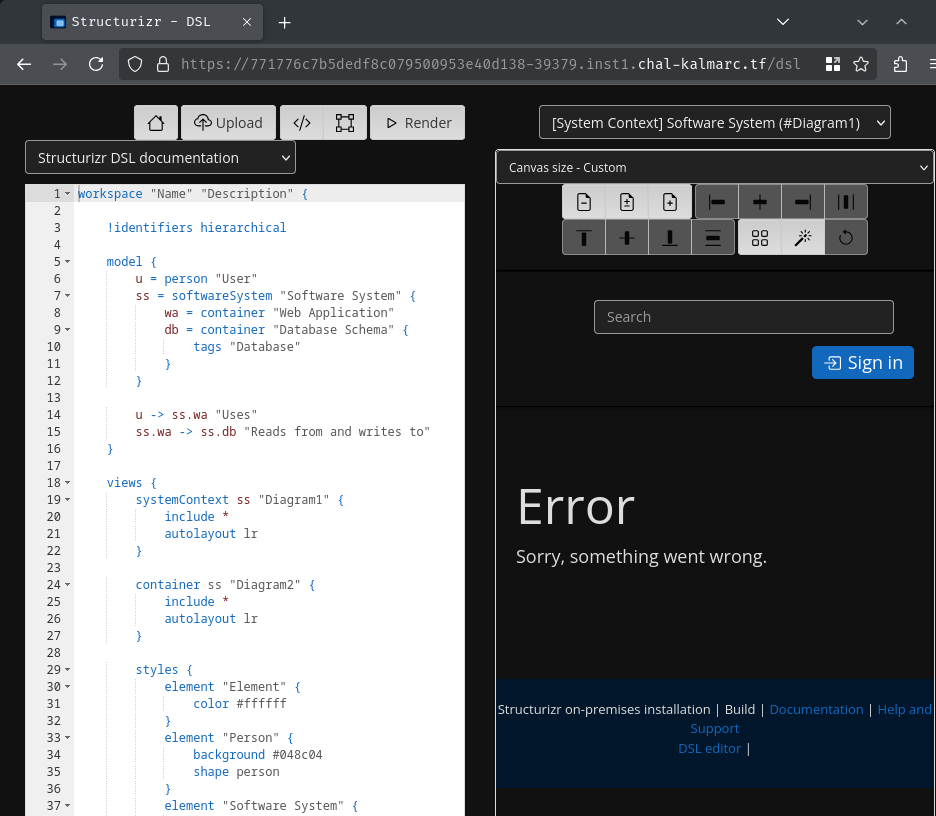 Structurizr - DSL
https://771776c7b5dedf8c079500953e40d138-39379.inst1.chal-kalmarc.tf/dsl
Upload
</>
Render
[System Context] Software System (#Diagram1)
Structurizr DSL documentation
Canvas size - Custom
1 workspace "Name" "Description" {
2
3 !identifiers hierarchical
4
5 model {
6 u = person "User"
7 ss = softwareSystem "Software System" {
8 wa = container "Web Application"
9 db = container "Database Schema" {
10 tags "Database"
11 }
12 }
13
14 u -> ss.wa "Uses"
15 ss.wa -> ss.db "Reads from and writes to"
16 }
17
18 views {
19 systemContext ss "Diagram1" {
20 include *
21 autolayout lr
22 }
23
24 container ss "Diagram2" {
25 include *
26 autolayout lr
27 }
28
29 styles {
30 element "Element" {
31 color #ffffff
32 }
33 element "Person" {
34 background #048c04
35 shape person
36 }
37 element "Software System" {
Search
Sign in
Error
Sorry, something went wrong.
Structurizr on-premises installation | Build | Documentation | Help and
Support
DSL editor |